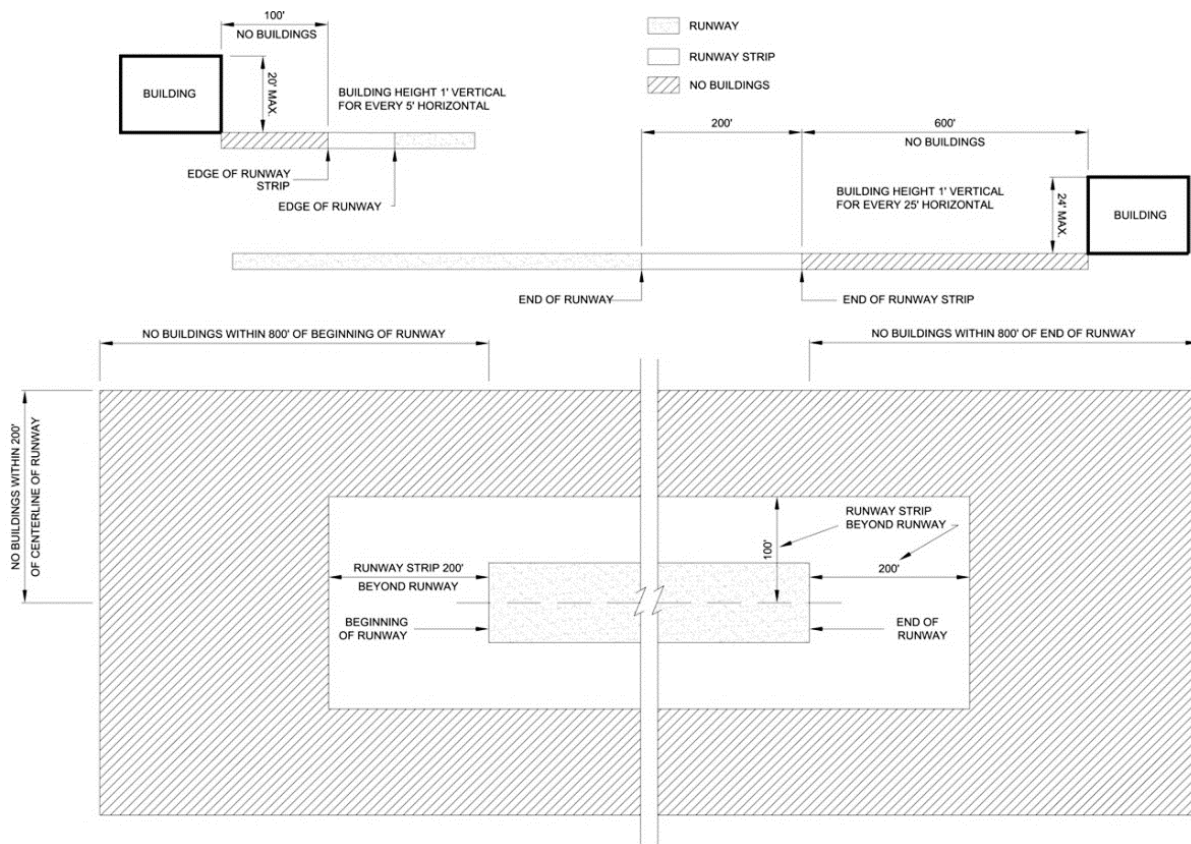 100'
NO BUILDINGS
BUILDING
20' MAX.
BUILDING HEIGHT 1' VERTICAL
FOR EVERY 5' HORIZONTAL
EDGE OF RUNWAY
STRIP
EDGE OF RUNWAY
RUNWAY
RUNWAY STRIP
NO BUILDINGS
200'
600'
NO BUILDINGS
BUILDING HEIGHT 1' VERTICAL
FOR EVERY 25' HORIZONTAL
24' MAX.
BUILDING
END OF RUNWAY
END OF RUNWAY STRIP
NO BUILDINGS WITHIN 800' OF BEGINNING OF RUNWAY
NO BUILDINGS WITHIN 800' OF END OF RUNWAY
NO BUILDINGS WITHIN 200'
OF CENTERLINE OF RUNWAY
RUNWAY STRIP
BEYOND RUNWAY
100'
200'
RUNWAY STRIP 200'
BEYOND RUNWAY
BEGINNING
OF RUNWAY
END OF
RUNWAY